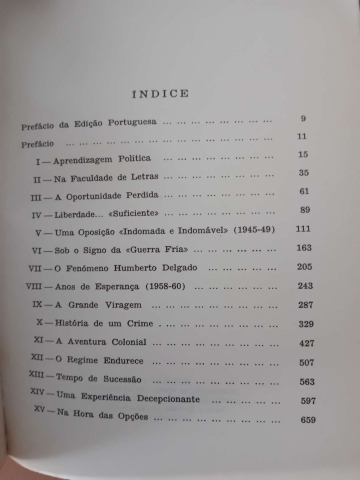 ÍNDICE
Prefácio da Edição Portuguesa ... ... ... ... ... ... ... ... 9
Prefácio ... ... ... ... ... ... ... ... ... ... ... ... ... ... 11
I — Aprendizagem Política ... ... ... ... ... ... ... ... 15
II — Na Faculdade de Letras ... ... ... ... ... ... ... ... 35
III — A Oportunidade Perdida ... ... ... ... ... ... ... ... 61
IV — Liberdade... «Suficiente» ... ... ... ... ... ... ... ... 89
V — Uma Oposição «Indomada e Indomável» (1945-49) 111
VI — Sob o Signo da «Guerra Fria» ... ... ... ... ... ... 163
VII — O Fenómeno Humberto Delgado ... ... ... ... ... 205
VIII — Anos de Esperança (1958-60) ... ... ... ... ... ... 243
IX — A Grande Viragem ... ... ... ... ... ... ... ... ... 287
X — História de um Crime . ... ... ... ... ... ... ... ... 329
XI — A Aventura Colonial ... ... ... ... ... ... ... ... ... 427
XII — O Regime Endurece ... ... ... ... ... ... ... ... ... 507
XIII — Tempo de Sucessão ... ... ... ... ... ... ... ... ... 563
XIV — Uma Experiência Decepcionante ... ... ... ... ... 597
XV — Na Hora das Opções ... ... ... ... ... ... ... ... ... 659